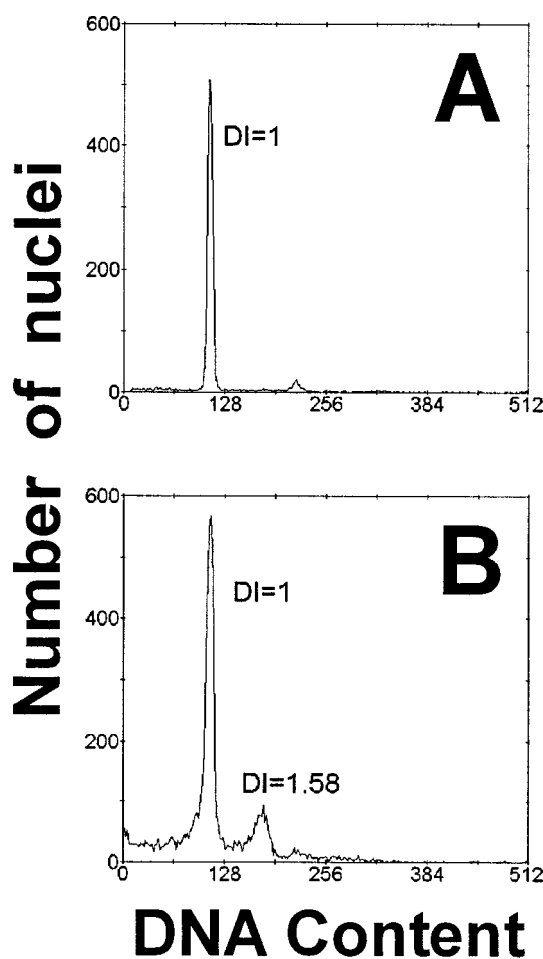 Number of nuclei
600
400
200
0
A
DI=1
0 128 256 384 512
600
400
200
0
B
DI=1
DI=1.58
0 128 256 384 512
DNA Content